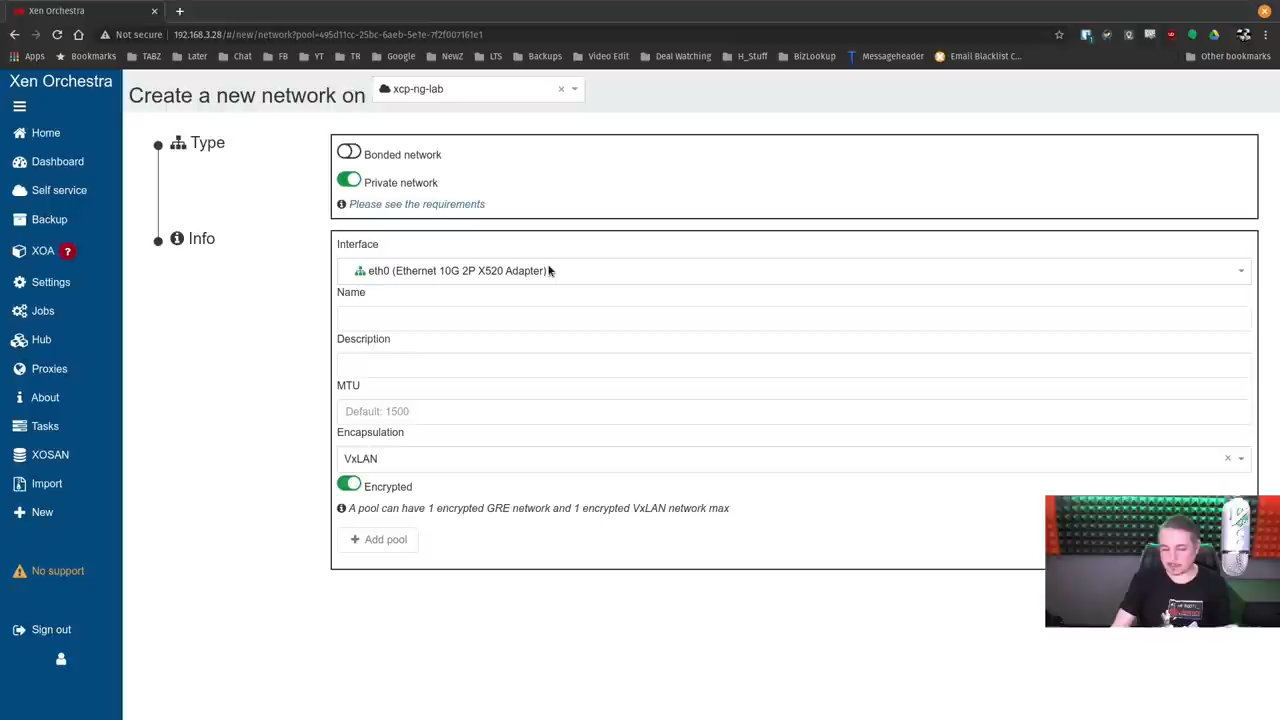 Xen Orchestra
Not secure
192.168.3.28/#/new/network?pool=495d11cc-25bc-6aeb-5e1e-7f2f007161e1
Apps
Bookmarks
TABZ
Later
Chat
FB
YT
TR
Google
NewZ
LTS
Backups
Video Edit
Deal Watching
H_Stuff
BizLookup
Messageheader
Email Blacklist C...
Other bookmarks
Xen Orchestra
Home
Dashboard
Self service
Backup
XOA ?
Settings
Jobs
Hub
Proxies
About
Tasks
XOSAN
Import
New
No support
Sign out
Create a new network on
xcp-ng-lab
Type
Bonded network
Private network
Please see the requirements
Info
Interface
eth0 (Ethernet 10G 2P X520 Adapter)
Name
Description
MTU
Default: 1500
Encapsulation
VxLAN
Encrypted
A pool can have 1 encrypted GRE network and 1 encrypted VxLAN network max
Add pool